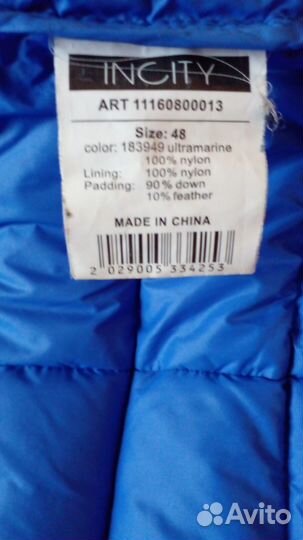 INCITY
ART 11160800013
Size: 48
color: 183949 ultramarine
100% nylon
Lining: 100% nylon
Padding: 90% down
10% feather
MADE IN CHINA
2 029005 334253
Avito